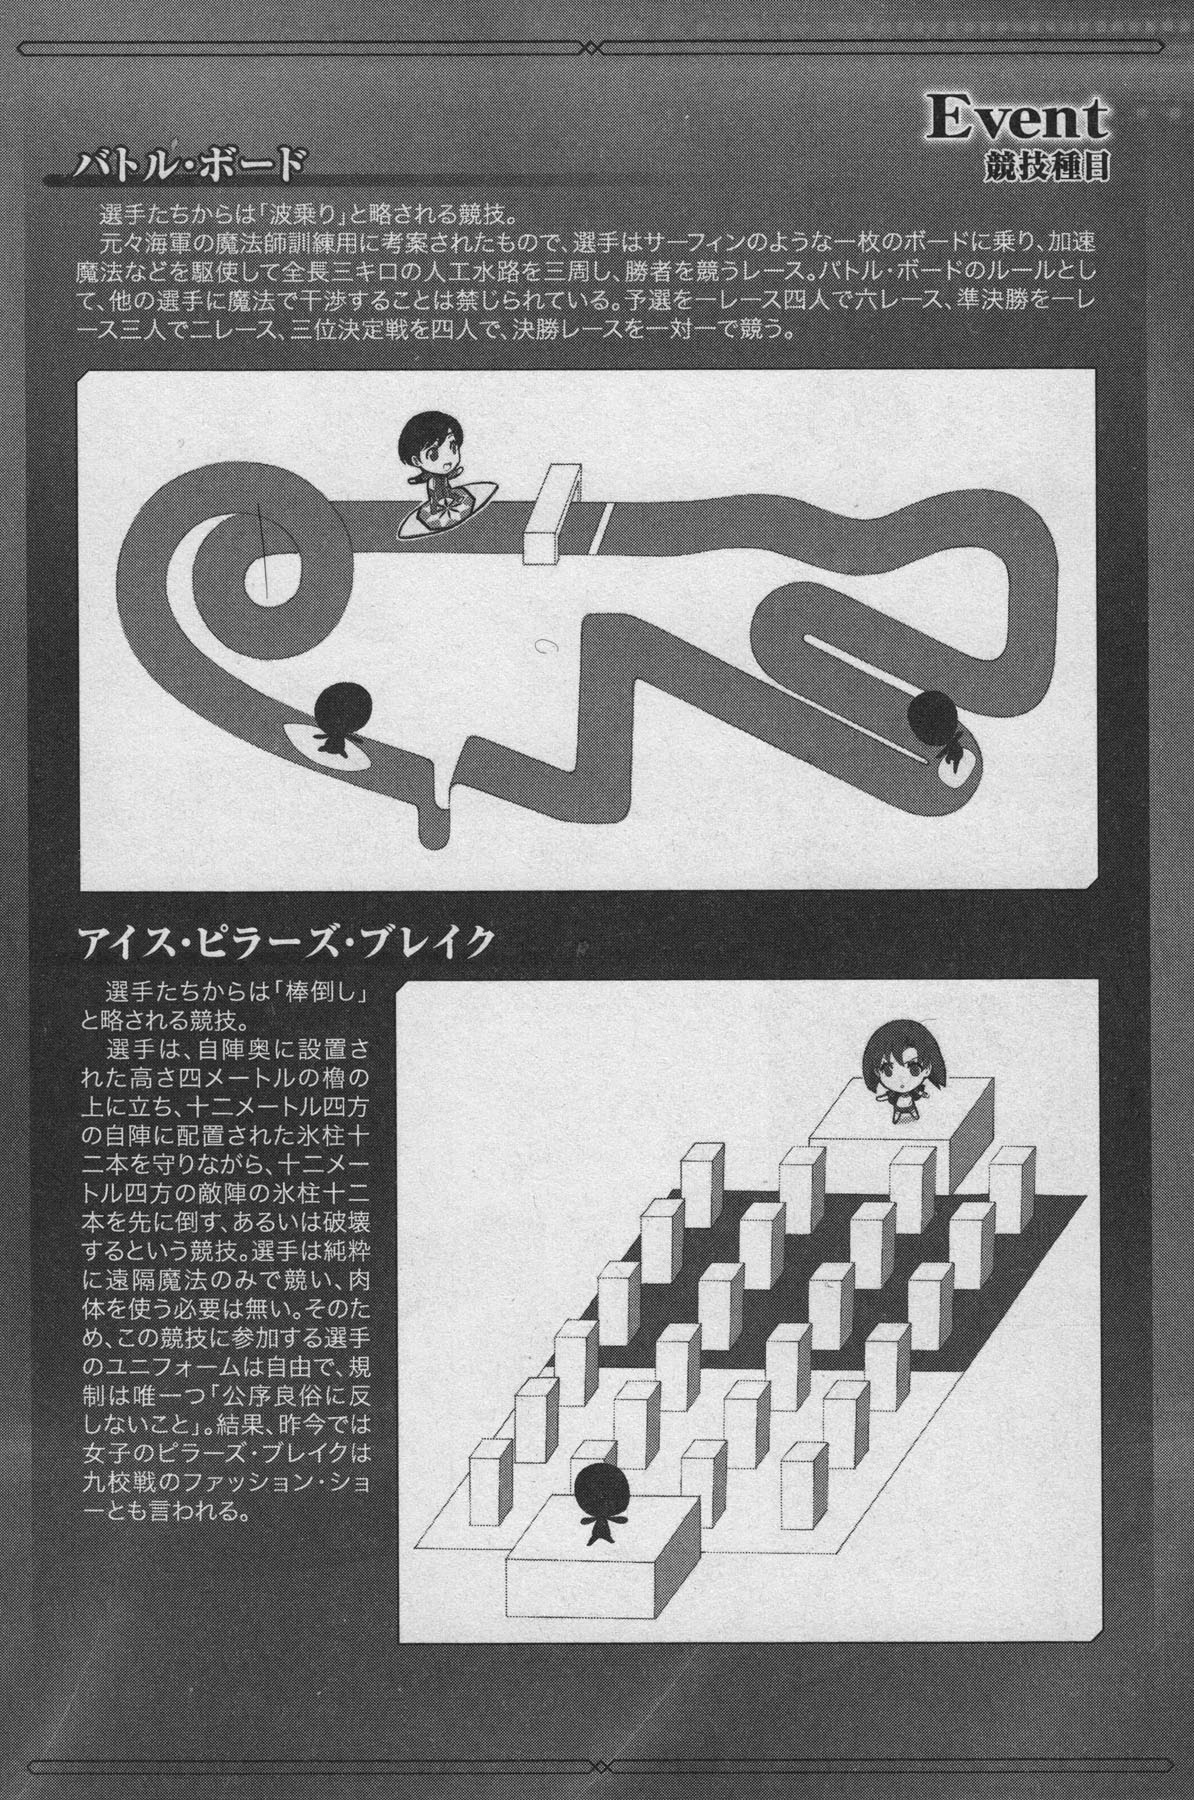 Event
競技種目
バトル・ボード
選手たちからは「波乗り」と略される競技。
元々海軍の魔法師訓練用に考案されたもので、選手はサーフィンのような一枚のボードに乗り、加速
魔法などを駆使して全長三キロの人工水路を三周し、勝者を競うレース。バトル・ボードのルールとし
て、他の選手に魔法で干渉することは禁じられている。予選を一レース四人で六レース、準決勝を一レ
ース三人で二レース、三位決定戦を四人で、決勝レースを一対一で競う。
アイス・ピラーズ・ブレイク
選手たちからは「棒倒し」
と略される競技。
選手は、自陣奥に設置さ
れた高さ四メートルの櫓の
上に立ち、十二メートル四方
の自陣に配置された氷柱十
二本を守りながら、十二メー
トル四方の敵陣の氷柱十二
本を先に倒す、あるいは破壊
するという競技。選手は純粋
に遠隔魔法のみで競い、肉
体を使う必要は無い。そのた
め、この競技に参加する選手
のユニフォームは自由で、規
制は唯一つ「公序良俗に反
しないこと」。結果、昨今では
女子のピラーズ・ブレイクは
九校戦のファッション・ショ
ーとも言われる。